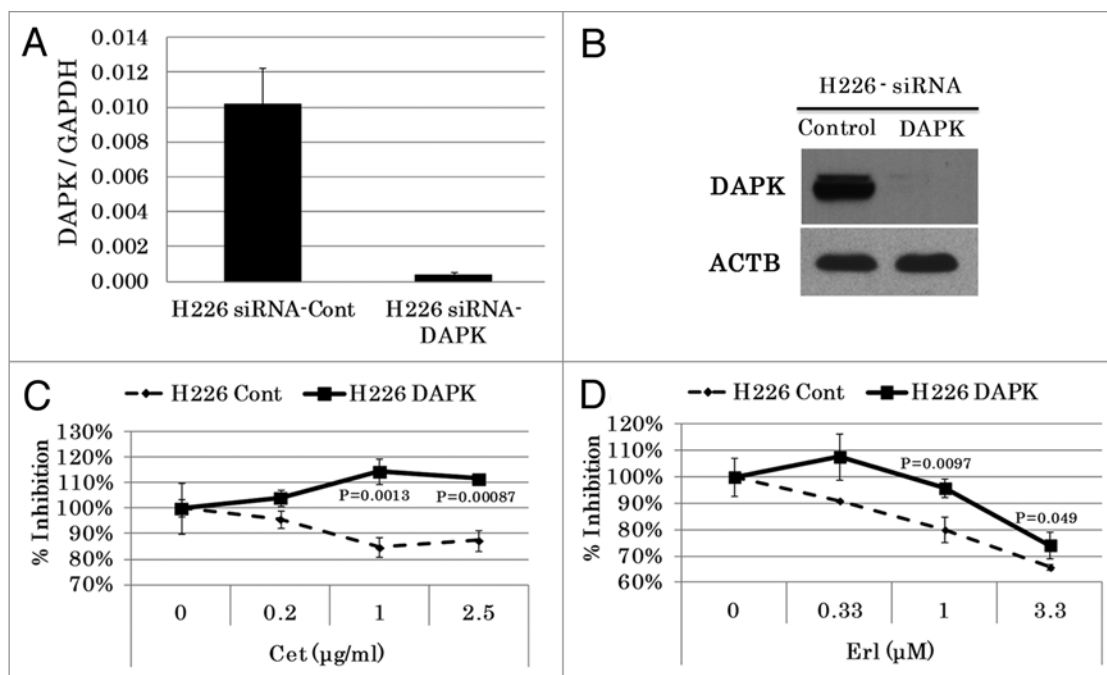 A
DAPK / GAPDH
0.014
0.012
0.010
0.008
0.006
0.004
0.002
0.000
H226 siRNA-Cont
H226 siRNA-
DAPK
B
H226 - siRNA
Control DAPK
DAPK
ACTB
C
H226 Cont H226 DAPK
% Inhibition
130%
120%
110%
100%
90%
80%
70%
P=0.0013 P=0.00087
0 0.2 1 2.5
Cet (µg/ml)
D
H226 Cont H226 DAPK
% Inhibition
120%
110%
100%
90%
80%
70%
60%
P=0.0097
P=0.049
0 0.33 1 3.3
Erl (µM)